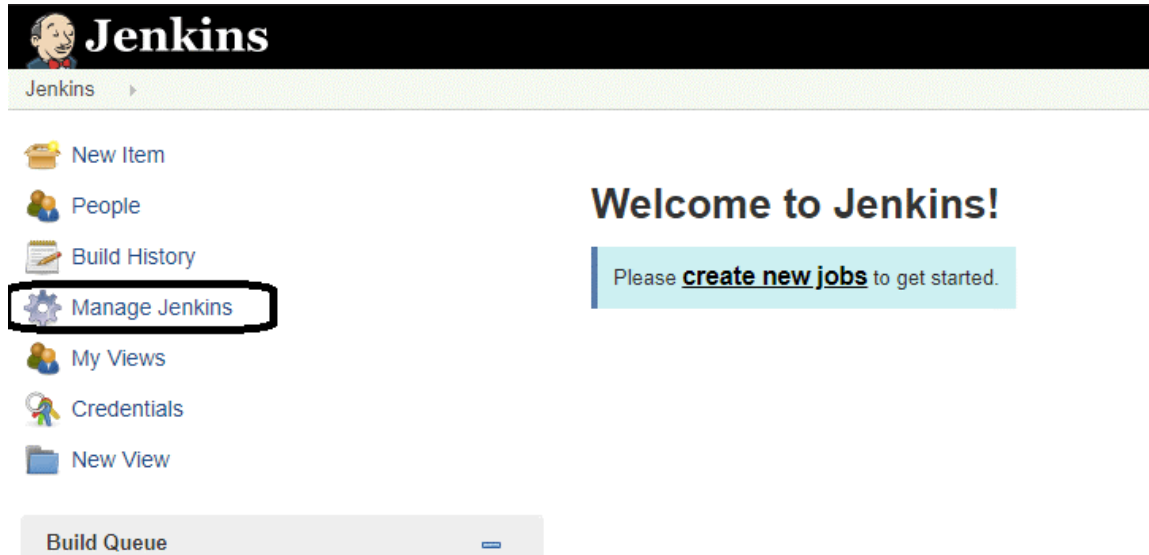 Jenkins
Jenkins
New Item
People
Build History
Manage Jenkins
My Views
Credentials
New View
Build Queue
Welcome to Jenkins!
Please create new jobs to get started.